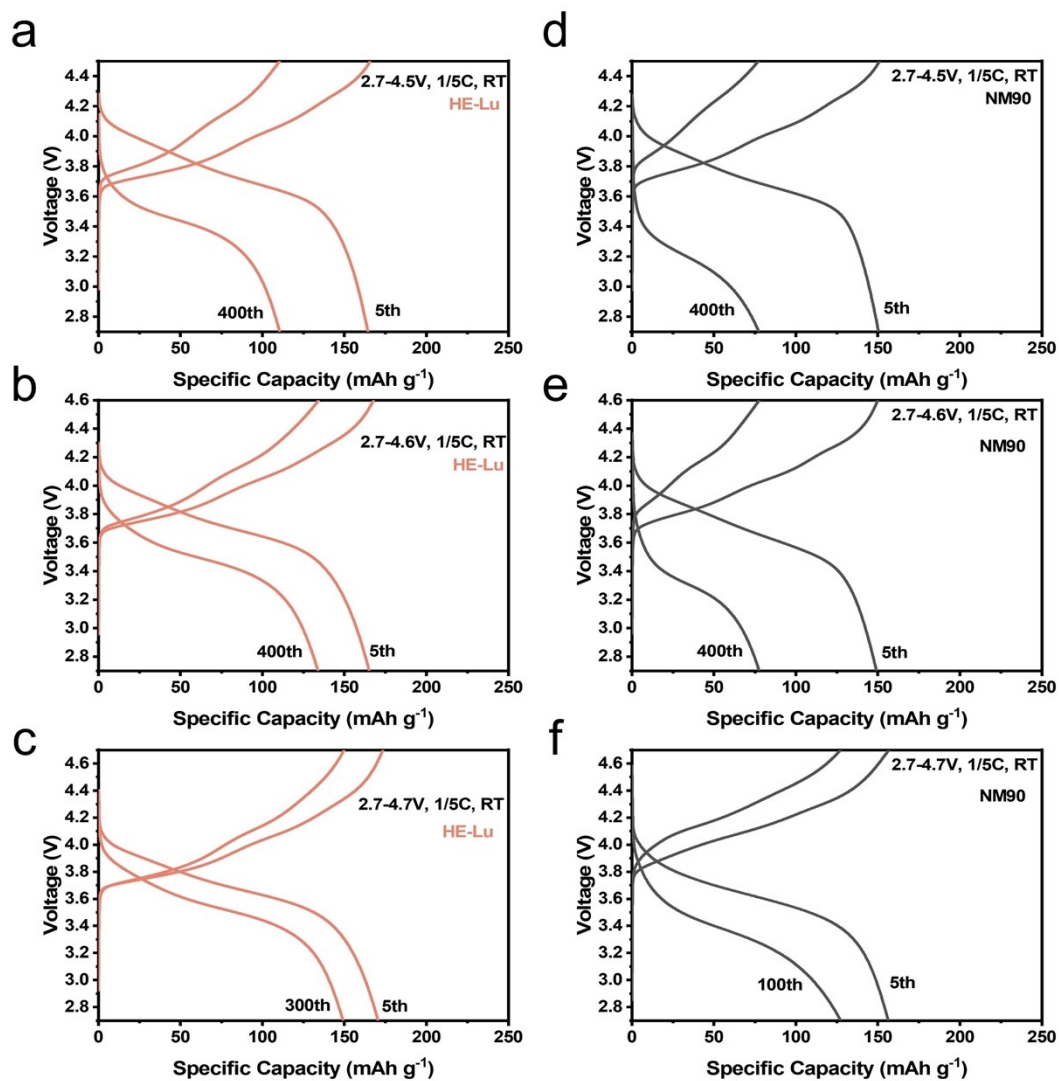 a
4.4
4.2
4.0
3.8
3.6
3.4
3.2
3.0
2.8
Voltage (V)
2.7-4.5V, 1/5C, RT
HE-Lu
400th
5th
0 50 100 150 200 250
Specific Capacity (mAh g⁻¹)
d
4.4
4.2
4.0
3.8
3.6
3.4
3.2
3.0
2.8
Voltage (V)
2.7-4.5V, 1/5C, RT
NM90
400th
5th
0 50 100 150 200 250
Specific Capacity (mAh g⁻¹)
b
4.6
4.4
4.2
4.0
3.8
3.6
3.4
3.2
3.0
2.8
Voltage (V)
2.7-4.6V, 1/5C, RT
HE-Lu
400th
5th
0 50 100 150 200 250
Specific Capacity (mAh g⁻¹)
e
4.6
4.4
4.2
4.0
3.8
3.6
3.4
3.2
3.0
2.8
Voltage (V)
2.7-4.6V, 1/5C, RT
NM90
400th
5th
0 50 100 150 200 250
Specific Capacity (mAh g⁻¹)
c
4.6
4.4
4.2
4.0
3.8
3.6
3.4
3.2
3.0
2.8
Voltage (V)
2.7-4.7V, 1/5C, RT
HE-Lu
300th
5th
0 50 100 150 200 250
Specific Capacity (mAh g⁻¹)
f
4.6
4.4
4.2
4.0
3.8
3.6
3.4
3.2
3.0
2.8
Voltage (V)
2.7-4.7V, 1/5C, RT
NM90
100th
5th
0 50 100 150 200 250
Specific Capacity (mAh g⁻¹)